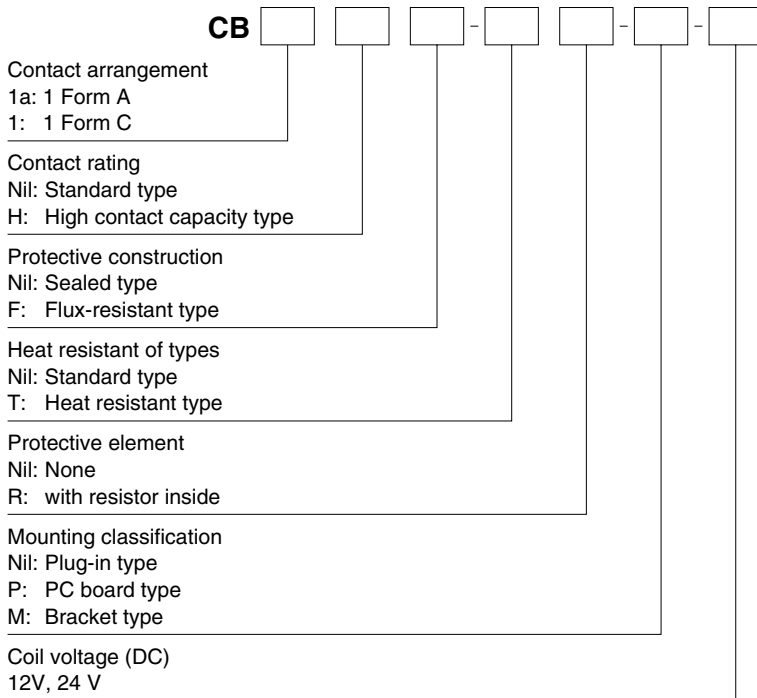 CB - - -
Contact arrangement
1a: 1 Form A
1: 1 Form C
Contact rating
Nil: Standard type
H: High contact capacity type
Protective construction
Nil: Sealed type
F: Flux-resistant type
Heat resistant of types
Nil: Standard type
T: Heat resistant type
Protective element
Nil: None
R: with resistor inside
Mounting classification
Nil: Plug-in type
P: PC board type
M: Bracket type
Coil voltage (DC)
12V, 24 V